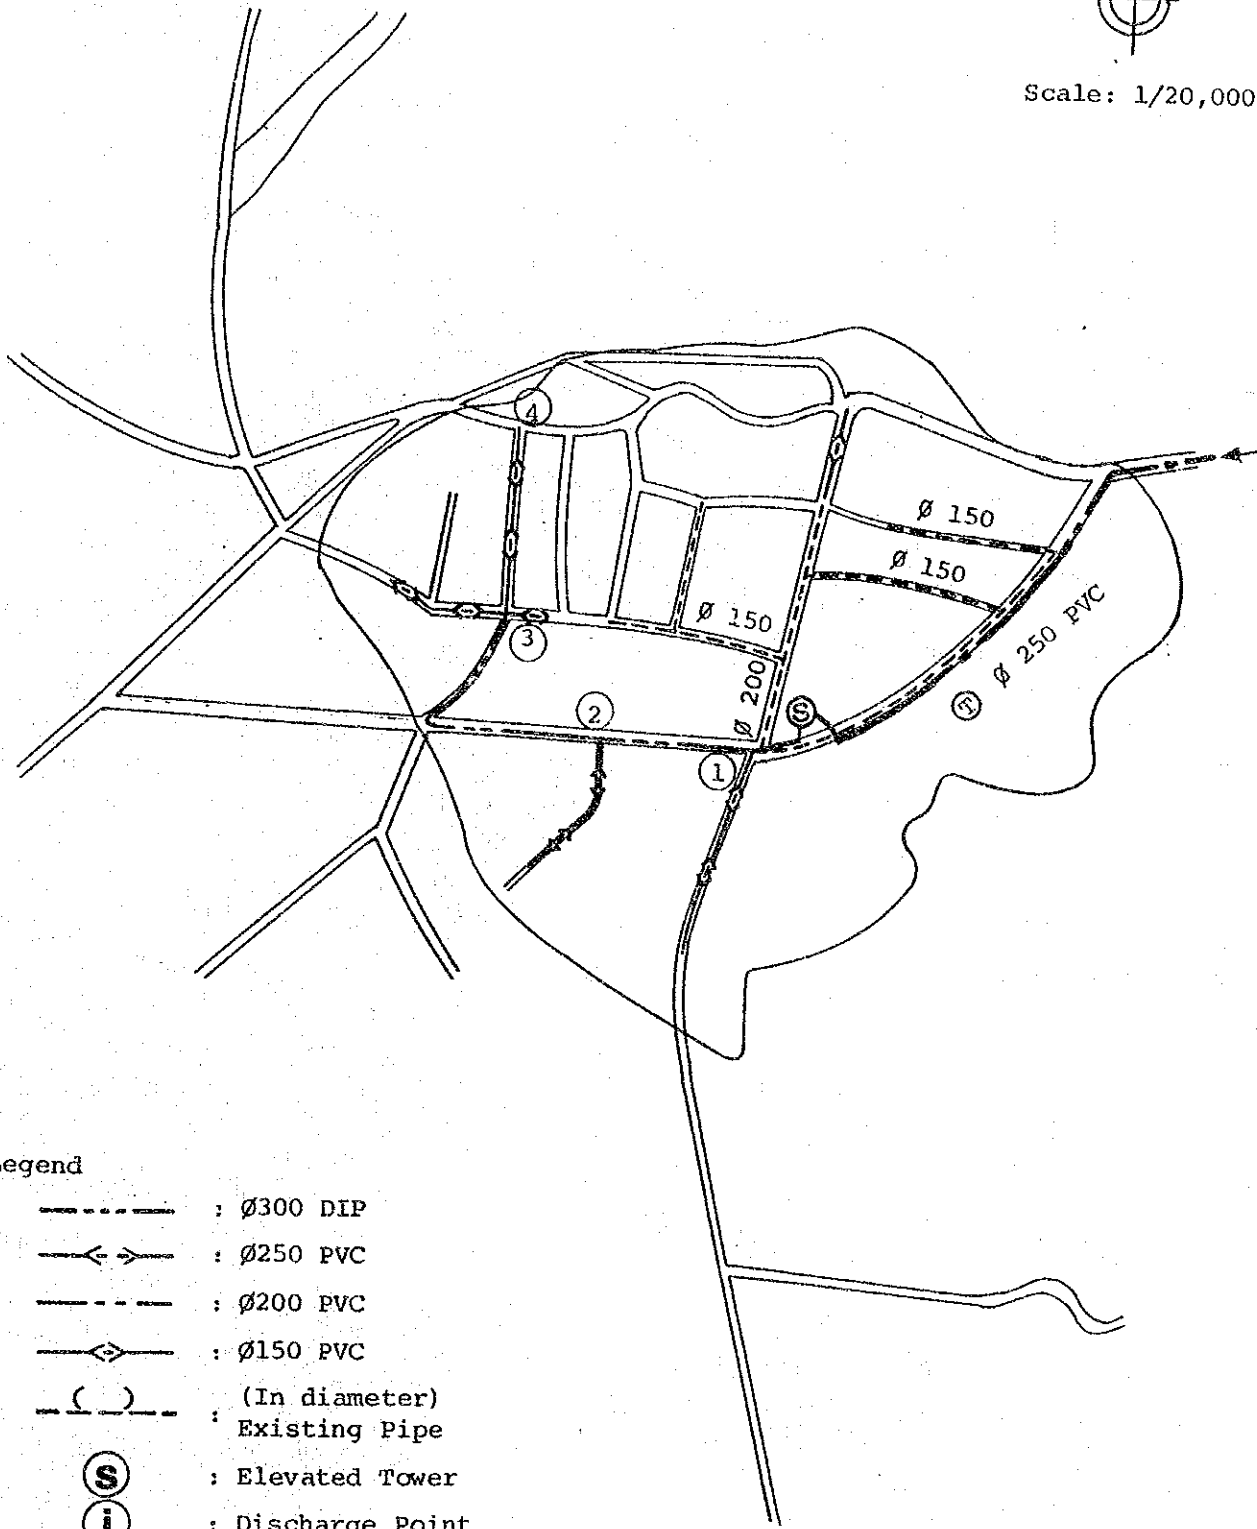 Scale: 1/20,000
4
Ø 150
Ø 150
Ø 150
3
Ø 250 PVC
T
Ø 200
S
2
1
egend
: Ø300 DIP
: Ø250 PVC
: Ø200 PVC
: Ø150 PVC
( ) : (In diameter)
Existing Pipe
S : Elevated Tower
i : Discharge Point